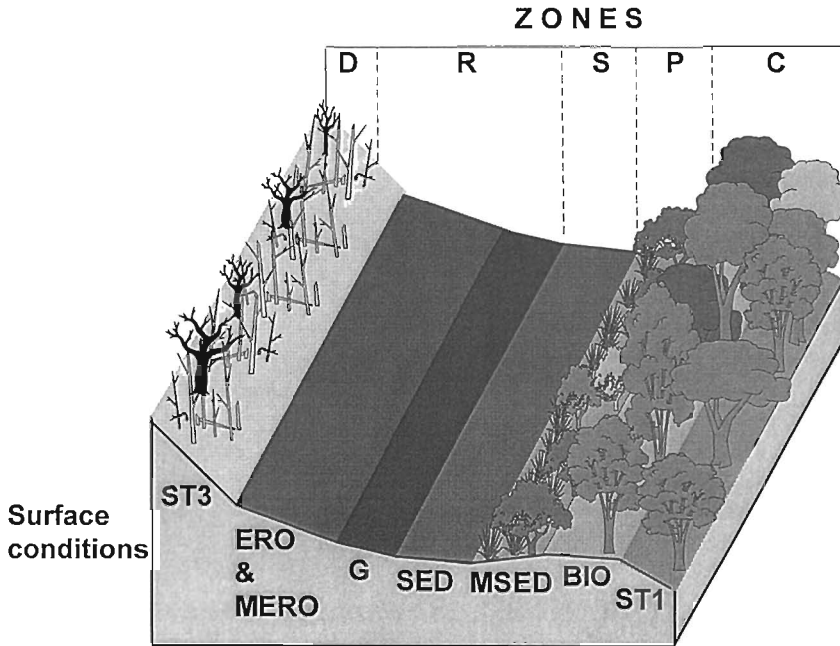 ZONES
D R S P C
Surface
conditions
ST3
ERO
&
MERO
G
SED
MSED
BIO
ST1